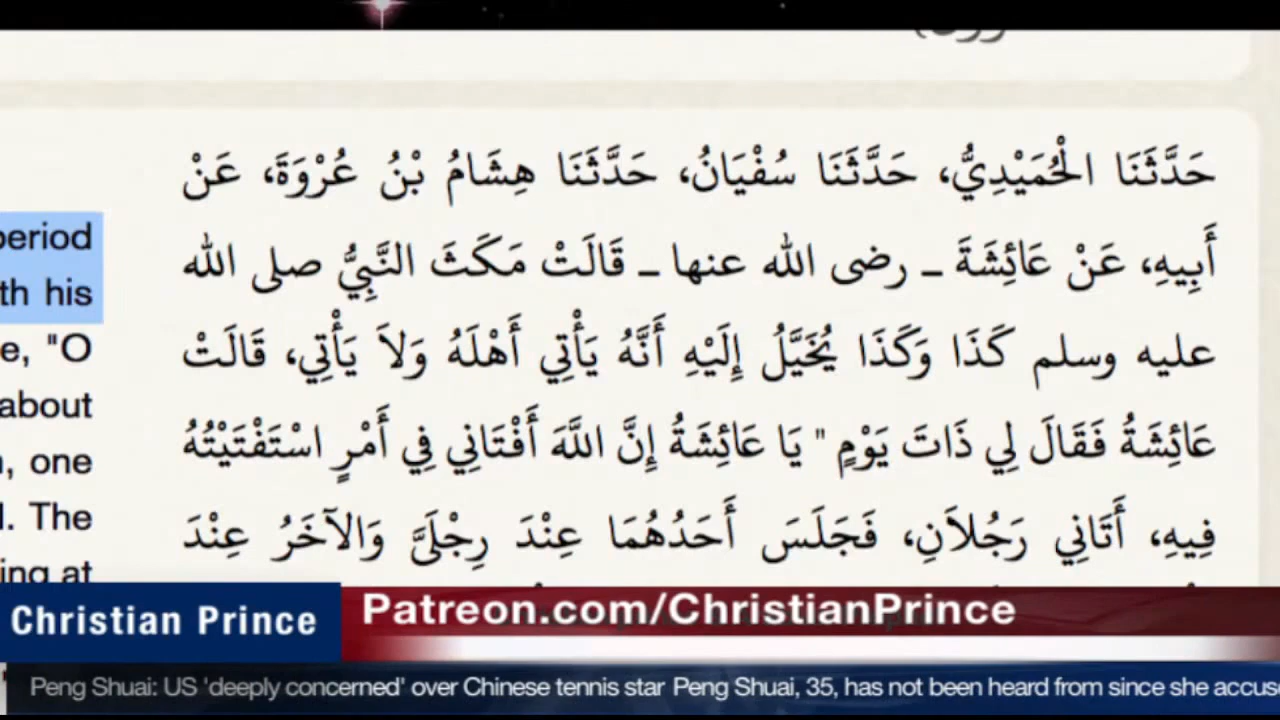 حَدَّثَنَا الْحُمَيْدِيُّ، حَدَّثَنَا سُفْيَانُ، حَدَّثَنَا هِشَامُ بْنُ عُرْوَةَ، عَنْ
أَبِيهِ، عَنْ عَائِشَةَ ـ رضى الله عنها ـ قَالَتْ مَكَثَ النَّبِيُّ صلى الله
عليه وسلم كَذَا وَكَذَا يُخَيَّلُ إِلَيْهِ أَنَّهُ يَأْتِي أَهْلَهُ وَلاَ يَأْتِي، قَالَتْ
عَائِشَةُ فَقَالَ لِي ذَاتَ يَوْمٍ " يَا عَائِشَةُ إِنَّ اللَّهَ أَفْتَانِي فِي أَمْرٍ اسْتَفْتَيْتُهُ
فِيهِ، أَتَانِي رَجُلاَنِ، فَجَلَسَ أَحَدُهُمَا عِنْدَ رِجْلَىَّ وَالآخَرُ عِنْدَ
period
th his
e, "O
about
, one
. The
ing at
Christian Prince
Patreon.com/ChristianPrince
Peng Shuai: US 'deeply concerned' over Chinese tennis star Peng Shuai, 35, has not been heard from since she accus